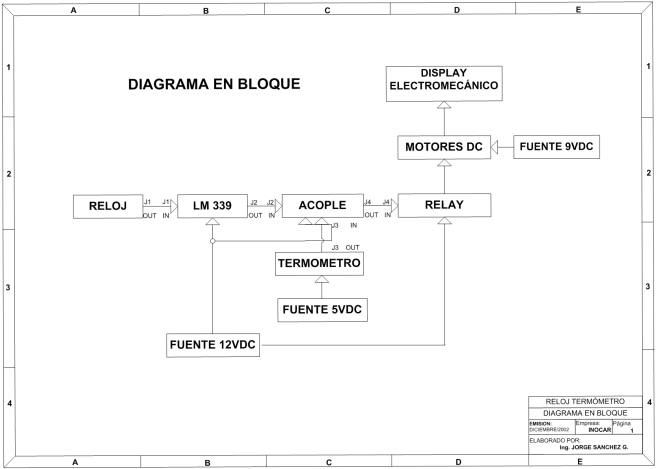 A B C D E
1 1
DIAGRAMA EN BLOQUE
DISPLAY
ELECTROMECÁNICO
MOTORES DC
FUENTE 9VDC
2 2
RELOJ
J1 J1
OUT IN
LM 339
J2 J2
OUT IN
ACOPLE
J4 J4
OUT IN
RELAY
J3 IN
J3 OUT
TERMOMETRO
3 3
FUENTE 5VDC
FUENTE 12VDC
4 4
RELOJ TERMÓMETRO
DIAGRAMA EN BLOQUE
EMISION: Empresa: Página
DICIEMBRE/2002 INOCAR 1
ELABORADO POR:
Ing. JORGE SANCHEZ G.
A B C D E